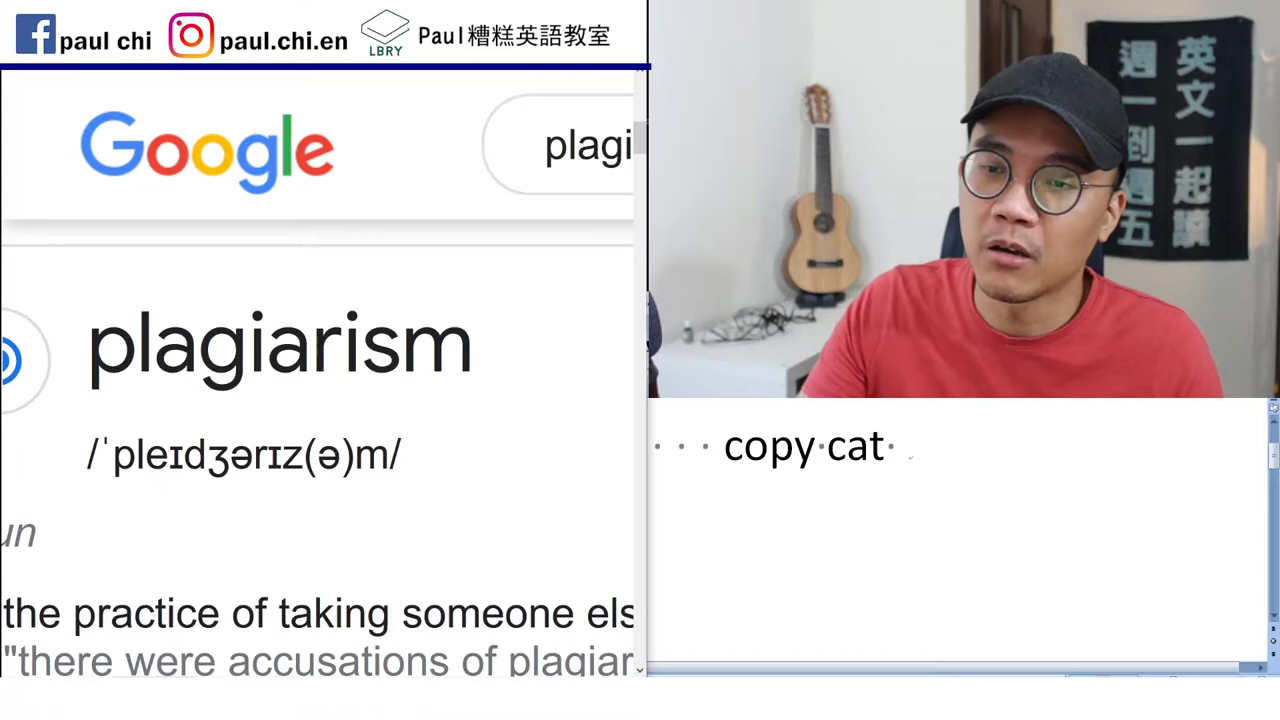 paul chi
paul.chi.en
LBRY
Paul糟糕英語教室
Google
plagi
plagiarism
/ˈpleɪdʒərɪz(ə)m/
un
the practice of taking someone els
"there were accusations of plagiar
英文一起讀
週一到週五
copy cat